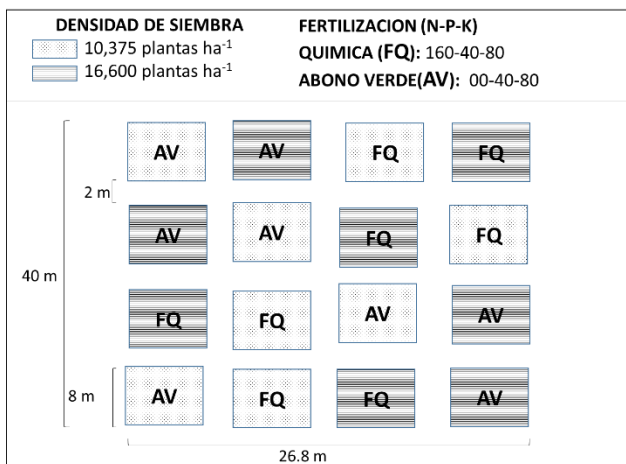 DENSIDAD DE SIEMBRA
10,375 plantas ha-1
16,600 plantas ha-1
FERTILIZACION (N-P-K)
QUIMICA (FQ): 160-40-80
ABONO VERDE(AV): 00-40-80
AV AV FQ FQ
2 m
AV AV FQ FQ
40 m
FQ FQ AV AV
8 m
AV FQ FQ AV
26.8 m